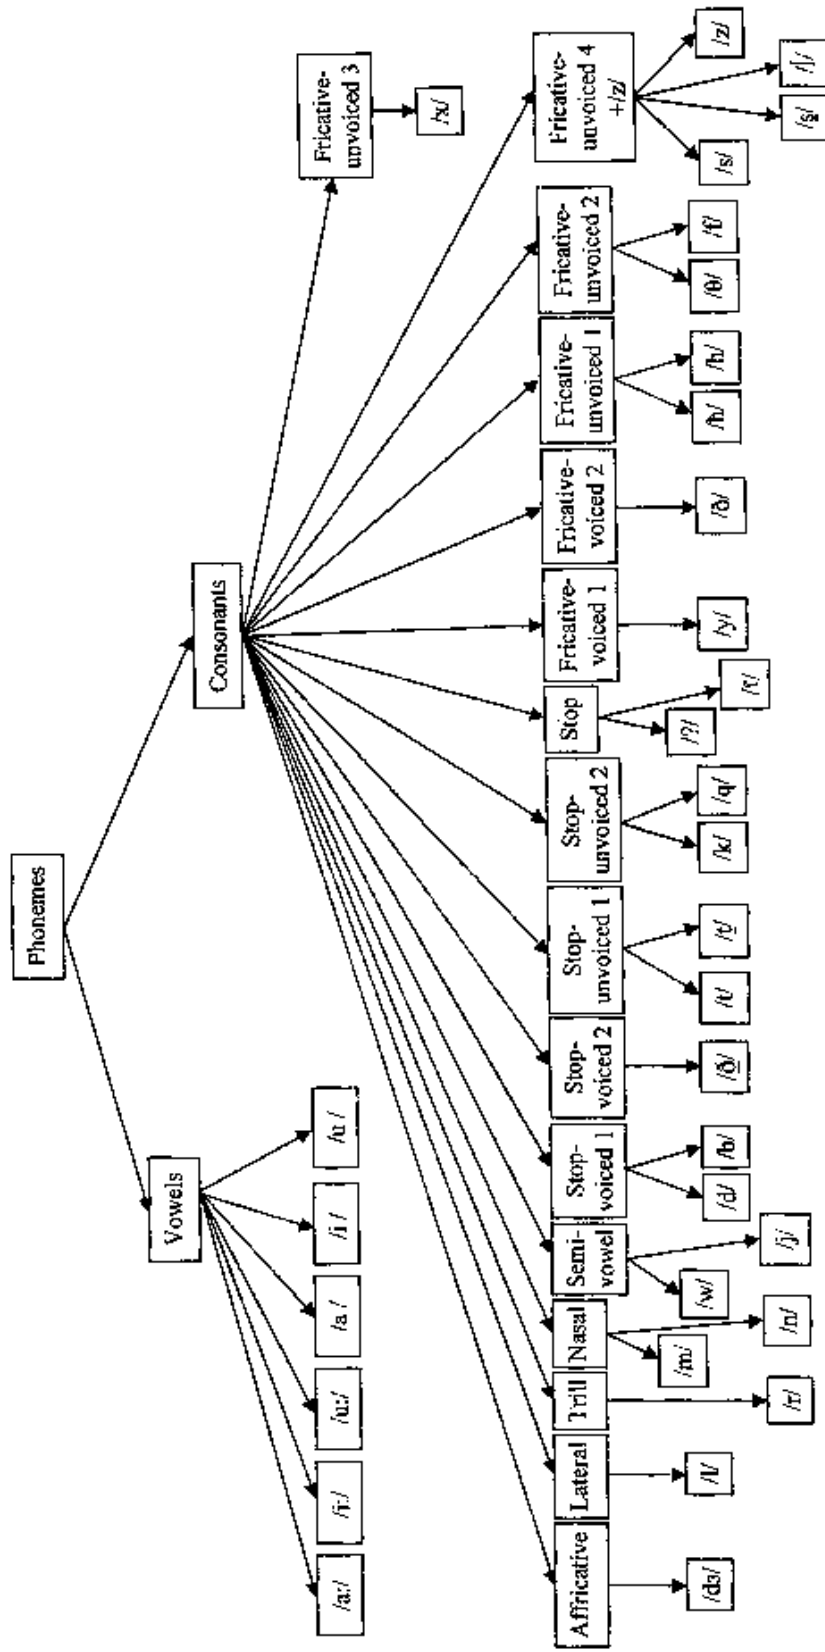 Phonemes
Vowels
Consonants
/a:/
/i:/
/u:/
/a/
/i/
/u/
Fricative-
unvoiced 3
/x/
Affricative
Lateral
Trill
Nasal
Semi-
vowel
Stop-
voiced 1
Stop-
voiced 2
Stop-
unvoiced 1
Stop-
unvoiced 2
Stop
Fricative-
voiced 1
Fricative-
voiced 2
Fricative-
unvoiced 1
Fricative-
unvoiced 2
Fricative-
unvoiced 4
+/z/
/dɜ/
/l/
/r/
/m/
/n/
/w/
/j/
/d/
/b/
/ð̲/
/t/
/t̲/
/k/
/q/
/ʔ/
/y/
/ð/
/ħ/
/h/
/θ/
/f/
/s/
/s̲/
/ʃ/
/z/